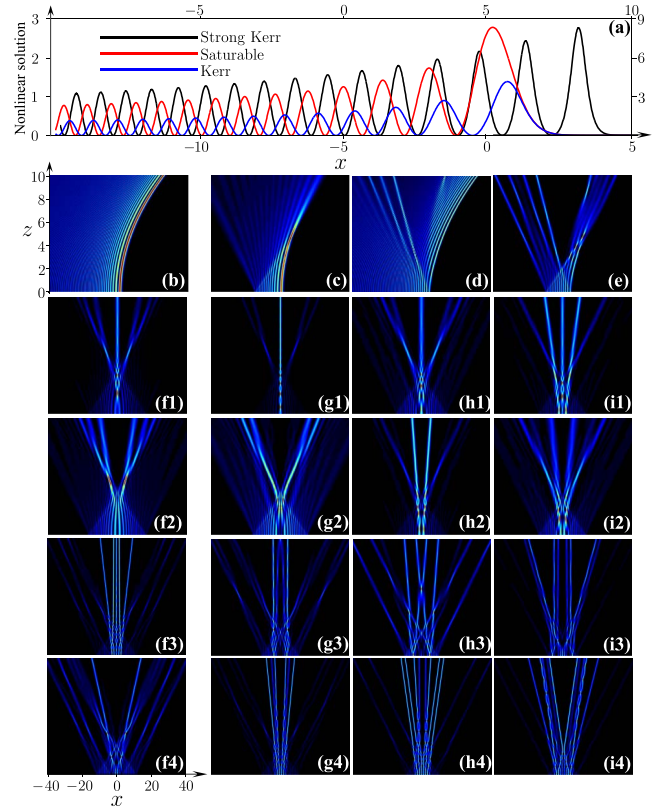 −5 0 5 10
3 9
(a)
Nonlinear solution
Strong Kerr
2 6
Saturable
Kerr
1 3
0
−10 −5 0 5
x
10
8
6
4
2
0
z
(b) (c) (d) (e)
(f1) (g1) (h1) (i1)
(f2) (g2) (h2) (i2)
(f3) (g3) (h3) (i3)
(f4) (g4) (h4) (i4)
−40 −20 0 20 40
x